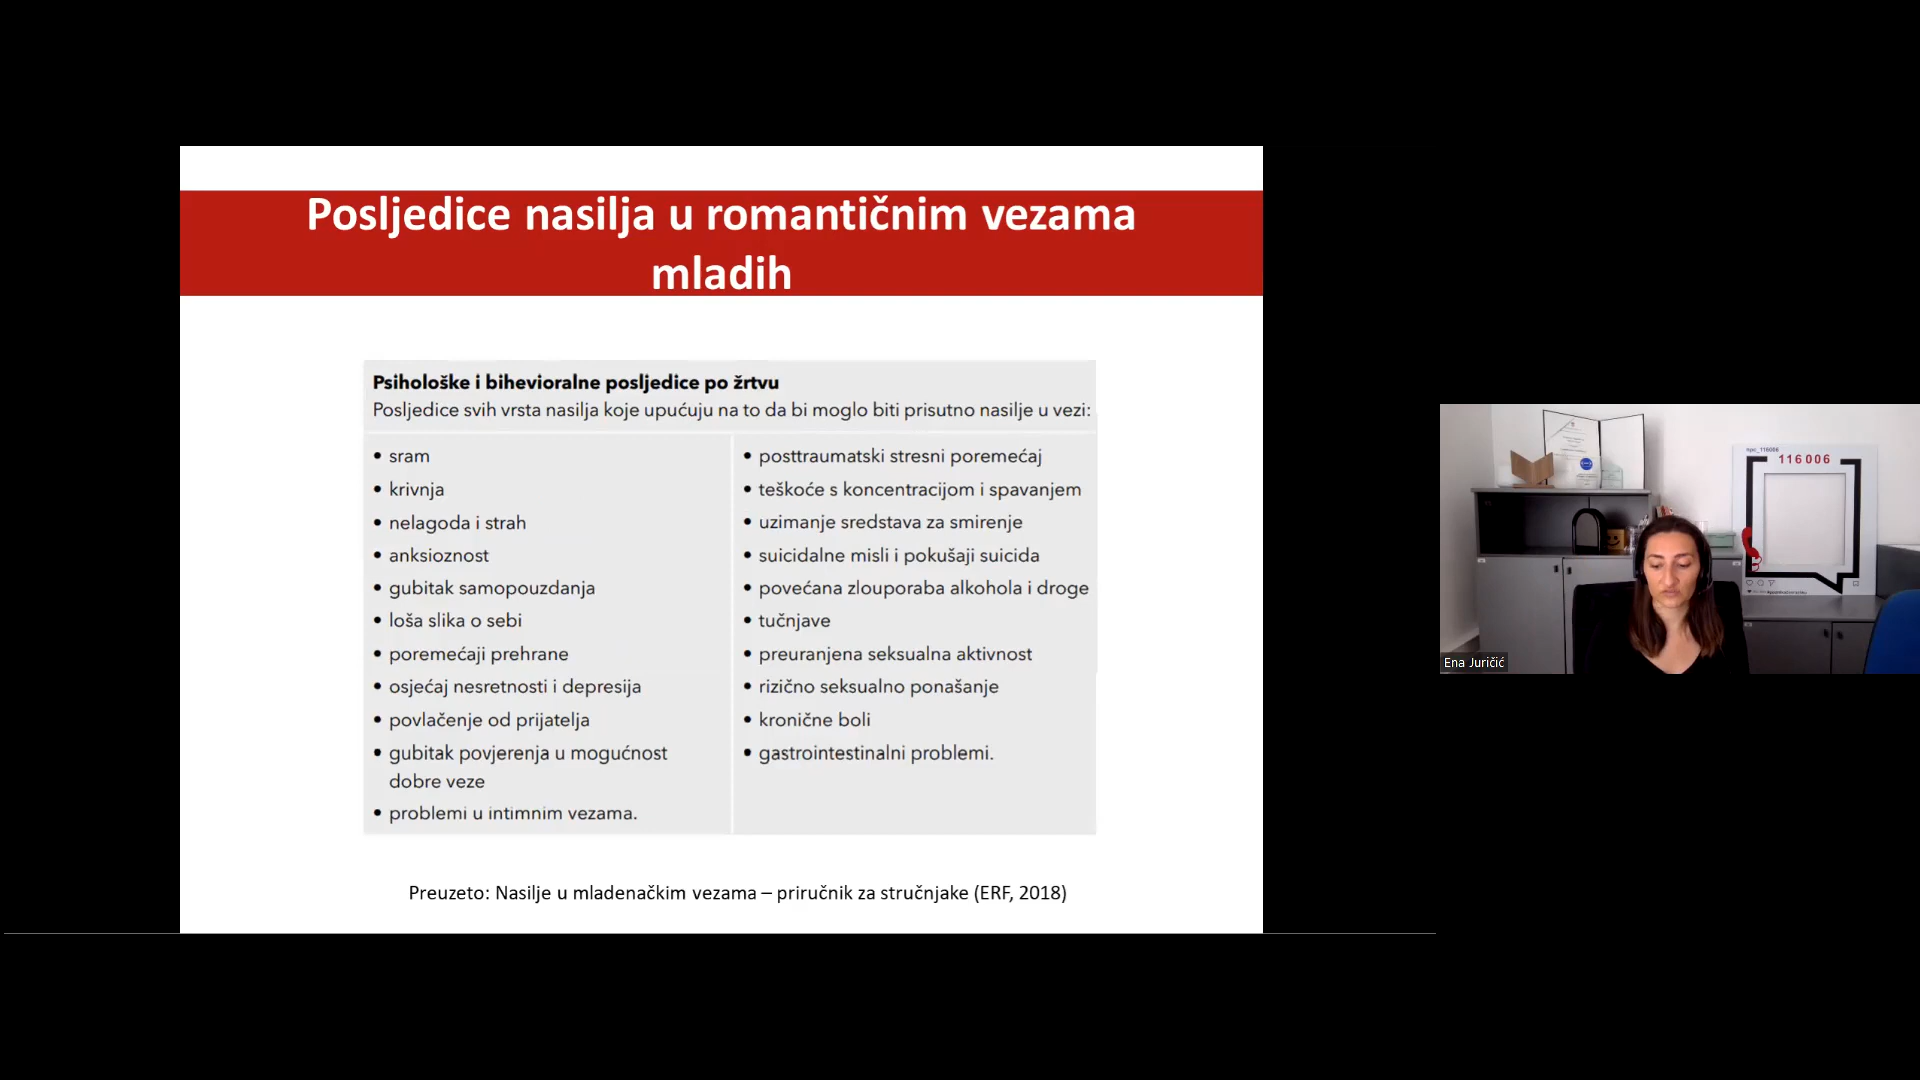 Posljedice nasilja u romantičnim vezama
mladih
Psihološke i bihevioralne posljedice po žrtvu
Posljedice svih vrsta nasilja koje upućuju na to da bi moglo biti prisutno nasilje u vezi:
• sram
• krivnja
• nelagoda i strah
• anksioznost
• gubitak samopouzdanja
• loša slika o sebi
• poremećaji prehrane
• osjećaj nesretnosti i depresija
• povlačenje od prijatelja
• gubitak povjerenja u mogućnost
dobre veze
• problemi u intimnim vezama.
• posttraumatski stresni poremećaj
• teškoće s koncentracijom i spavanjem
• uzimanje sredstava za smirenje
• suicidalne misli i pokušaji suicida
• povećana zlouporaba alkohola i droge
• tučnjave
• preuranjena seksualna aktivnost
• rizično seksualno ponašanje
• kronične boli
• gastrointestinalni problemi.
Preuzeto: Nasilje u mladenačkim vezama – priručnik za stručnjake (ERF, 2018)
npc_116006
116 006
Ena Juričić